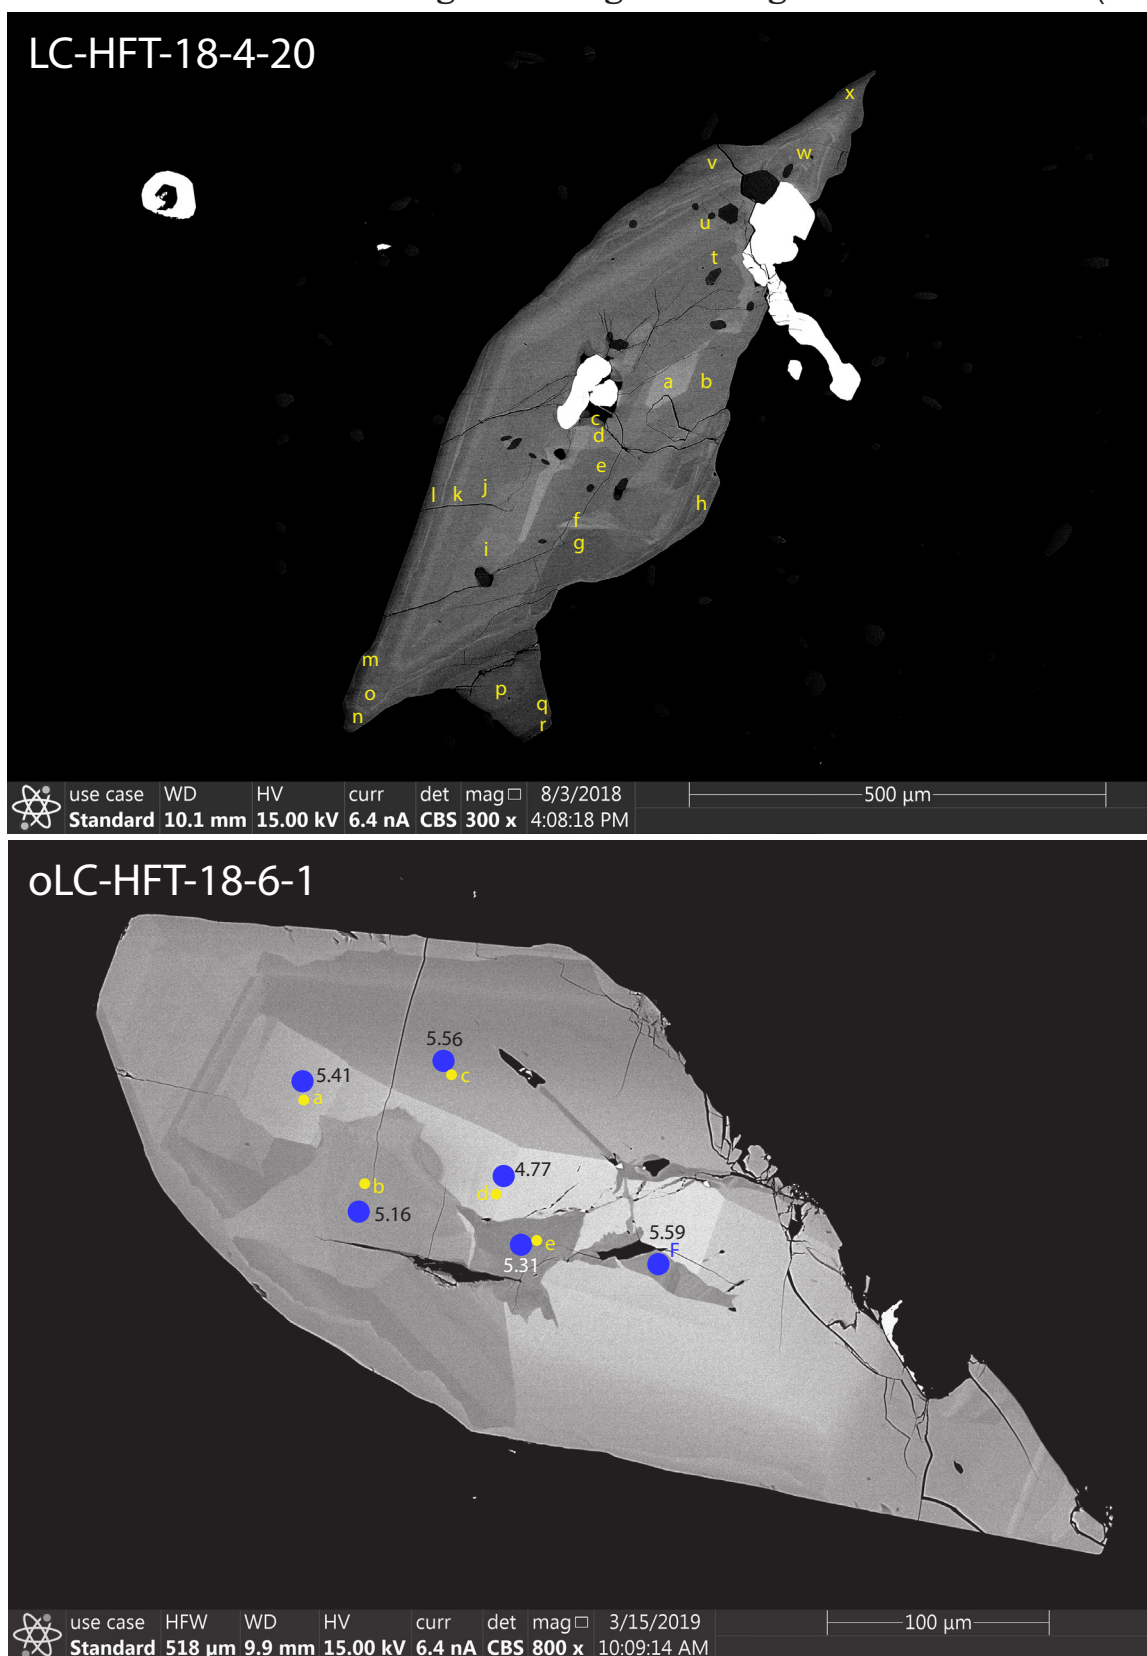 LC-HFT-18-4-20
x
w
v
u
t
a
b
c
d
e
j
k
l
h
f
g
i
m
o
n
p
q
r
use case WD HV curr det mag 8/3/2018 500 µm
Standard 10.1 mm 15.00 kV 6.4 nA CBS 300 x 4:08:18 PM
oLC-HFT-18-6-1
5.56
c
5.41
a
4.77
d
b
5.16
5.59
F
e
5.31
use case HFW WD HV curr det mag 3/15/2019 100 µm
Standard 518 µm 9.9 mm 15.00 kV 6.4 nA CBS 800 x 10:09:14 AM